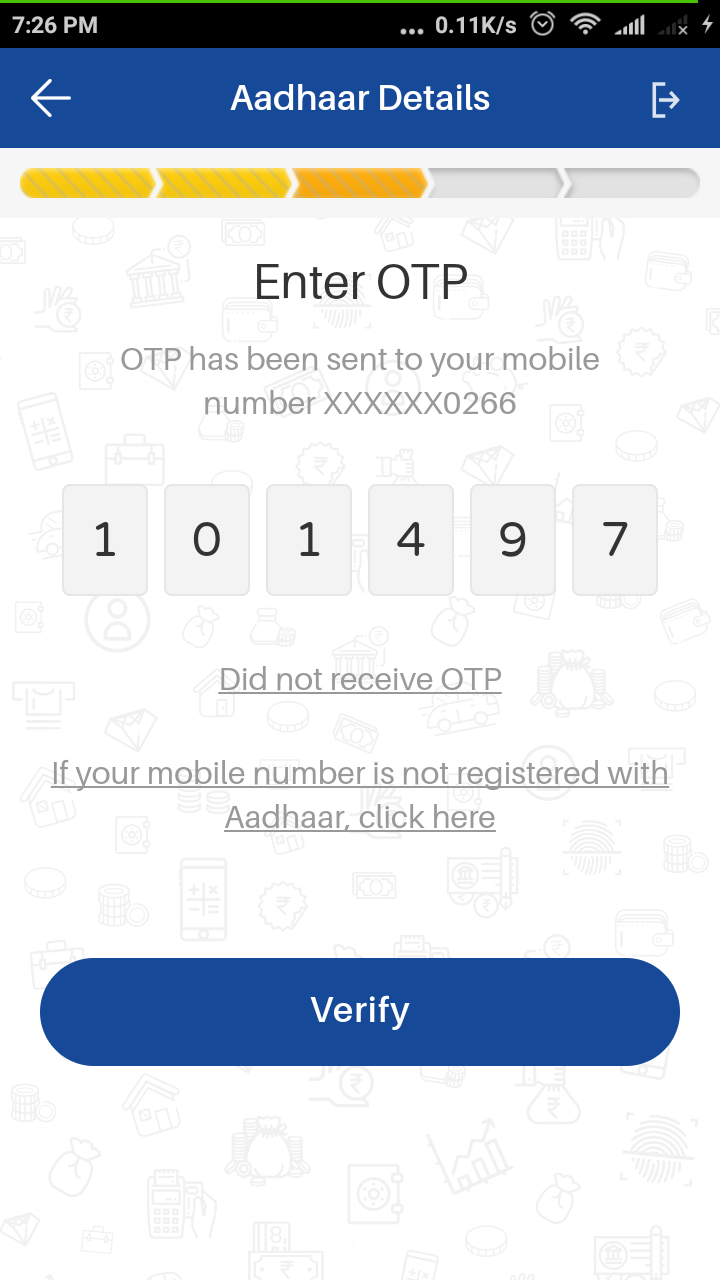 7:26 PM ... 0.11K/s
Aadhaar Details
Enter OTP
OTP has been sent to your mobile
number XXXXXX0266
1 0 1 4 9 7
Did not receive OTP
If your mobile number is not registered with
Aadhaar, click here
Verify